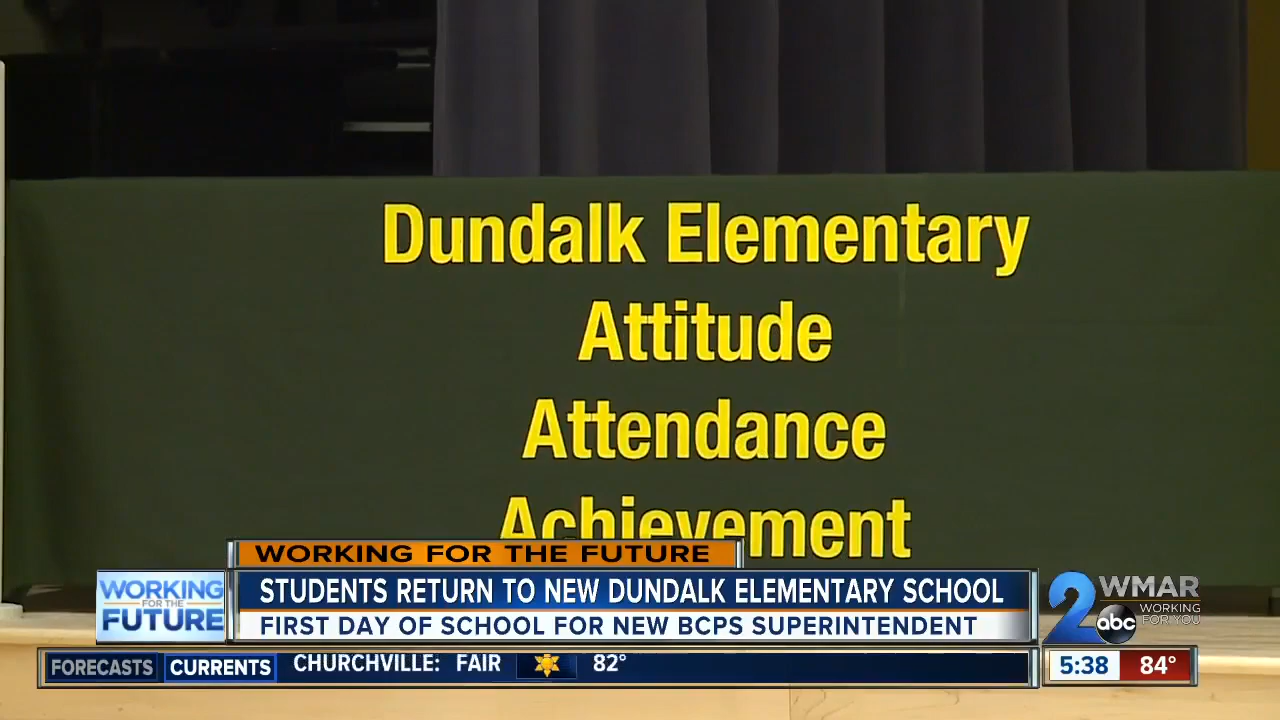 Dundalk Elementary
Attitude
Attendance
Achievement
WORKING FOR THE FUTURE
WORKING
FOR THE
FUTURE
STUDENTS RETURN TO NEW DUNDALK ELEMENTARY SCHOOL
FIRST DAY OF SCHOOL FOR NEW BCPS SUPERINTENDENT
2 WMAR
abc
WORKING
FOR YOU
FORECASTS CURRENTS CHURCHVILLE: FAIR 82°
5:38 84°